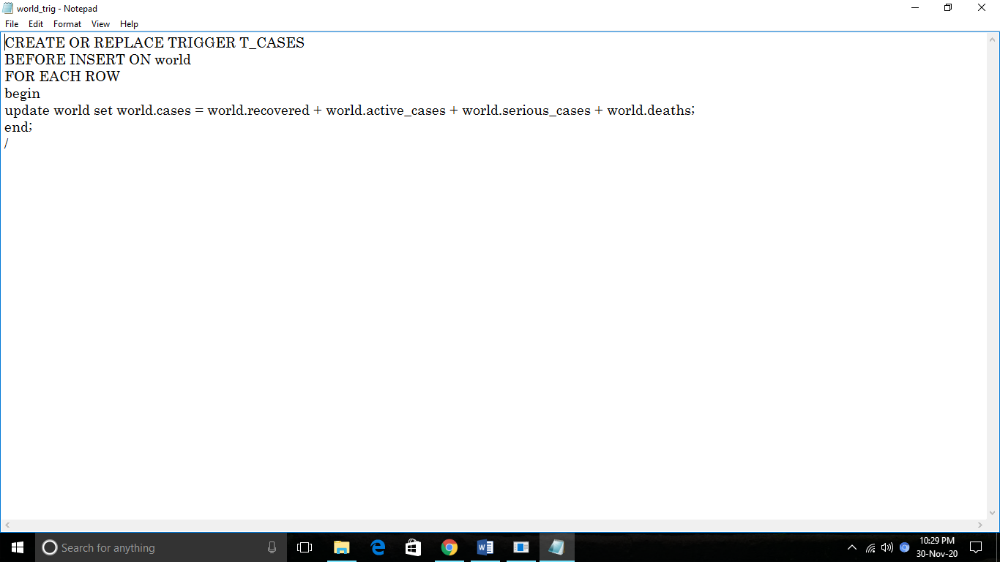 world_trig - Notepad
File Edit Format View Help
CREATE OR REPLACE TRIGGER T_CASES
BEFORE INSERT ON world
FOR EACH ROW
begin
update world set world.cases = world.recovered + world.active_cases + world.serious_cases + world.deaths;
end;
/
Search for anything
10:29 PM
30-Nov-20